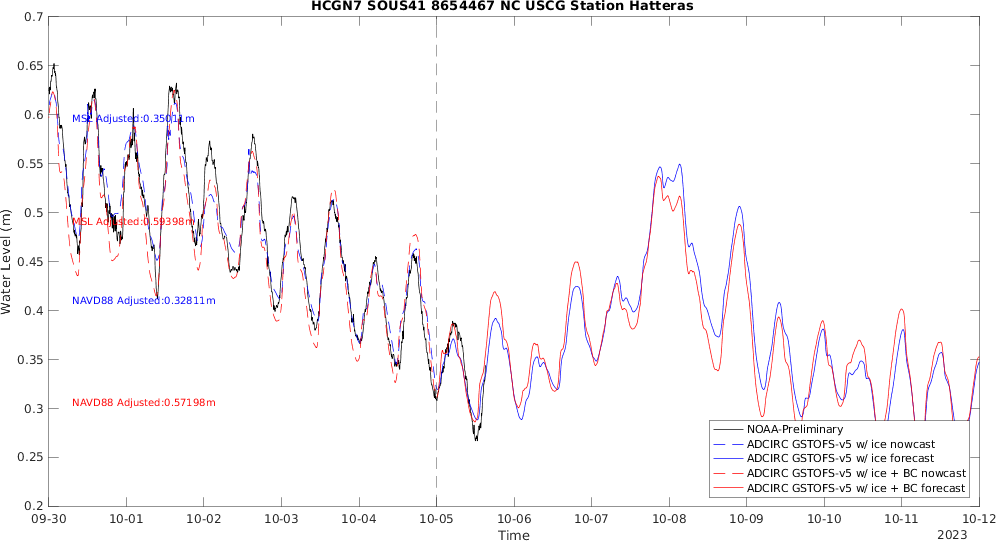 HCGN7 SOUS41 8654467 NC USCG Station Hatteras
0.7
0.65
0.6
0.55
0.5
0.45
0.4
0.35
0.3
0.25
0.2
Water Level (m)
MSL Adjusted:0.35011m
MSL Adjusted:0.59398m
NAVD88 Adjusted:0.32811m
NAVD88 Adjusted:0.57198m
NOAA-Preliminary
ADCIRC GSTOFS-v5 w/ ice nowcast
ADCIRC GSTOFS-v5 w/ ice forecast
ADCIRC GSTOFS-v5 w/ ice + BC nowcast
ADCIRC GSTOFS-v5 w/ ice + BC forecast
09-30 10-01 10-02 10-03 10-04 10-05 10-06 10-07 10-08 10-09 10-10 10-11 10-12
Time
2023